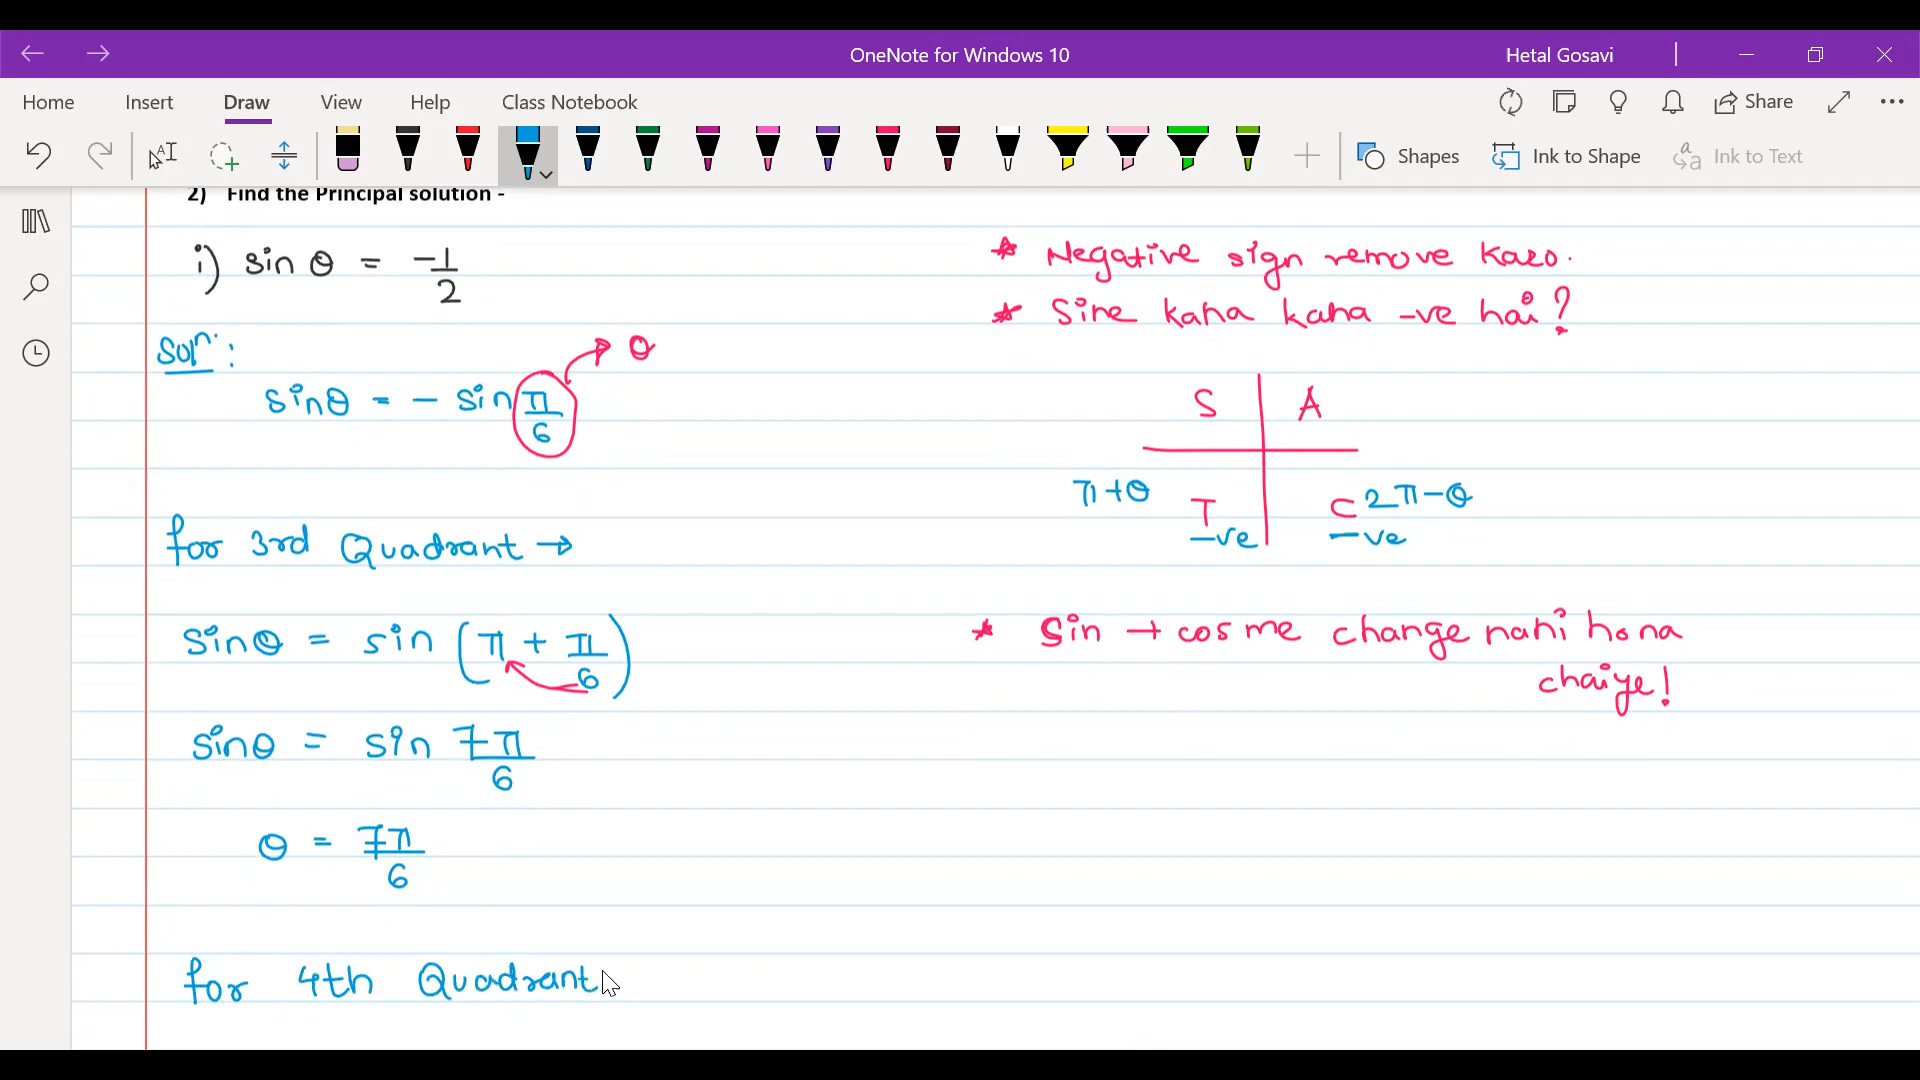 OneNote for Windows 10
Hetal Gosavi
Home Insert Draw View Help Class Notebook
Share
Shapes Ink to Shape Ink to Text
2) Find the Principal solution -
i) sin θ = -1/2
Solⁿ:
sinθ = - sin π/6 → θ
for 3rd Quadrant →
sinθ = sin (π + π/6)
sinθ = sin 7π/6
θ = 7π/6
for 4th Quadrant
* Negative sign remove karo.
* Sine kaha kaha -ve hai?
S A
π+θ T C 2π-θ
-ve -ve
* Sin → cos me change nahi hona
chaiye!